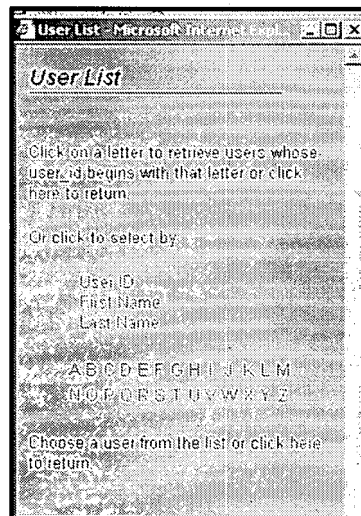 User List - Microsoft Internet Expl...
User List
Click on a letter to retrieve users whose
user_id begins with that letter or click
here to return.
Or click to select by:
User ID
First Name
Last Name
A B C D E F G H I J K L M
N O P Q R S T U V W X Y Z
Choose a user from the list or click here
to return.